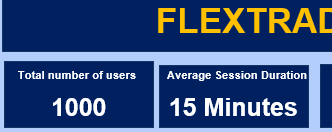 FLEXTRAD
Total number of users
1000
Average Session Duration
15 Minutes